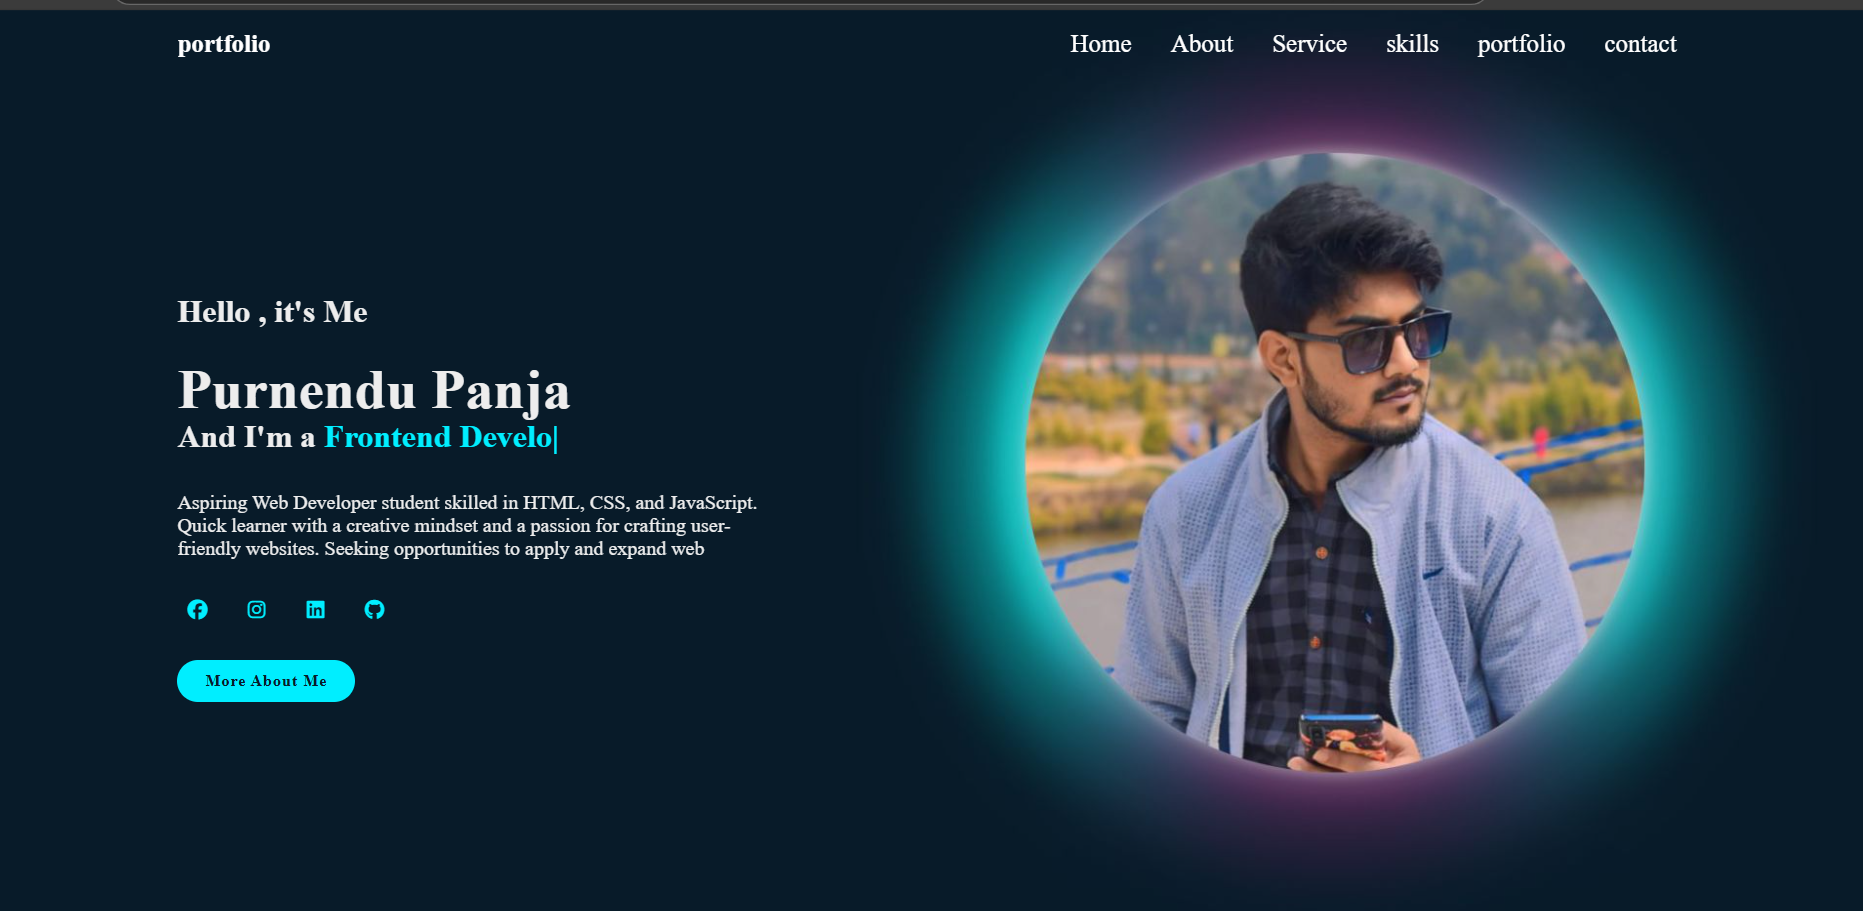 portfolio
Home About Service skills portfolio contact
Hello , it's Me
Purnendu Panja
And I'm a Frontend Develo|
Aspiring Web Developer student skilled in HTML, CSS, and JavaScript.
Quick learner with a creative mindset and a passion for crafting user-
friendly websites. Seeking opportunities to apply and expand web
More About Me